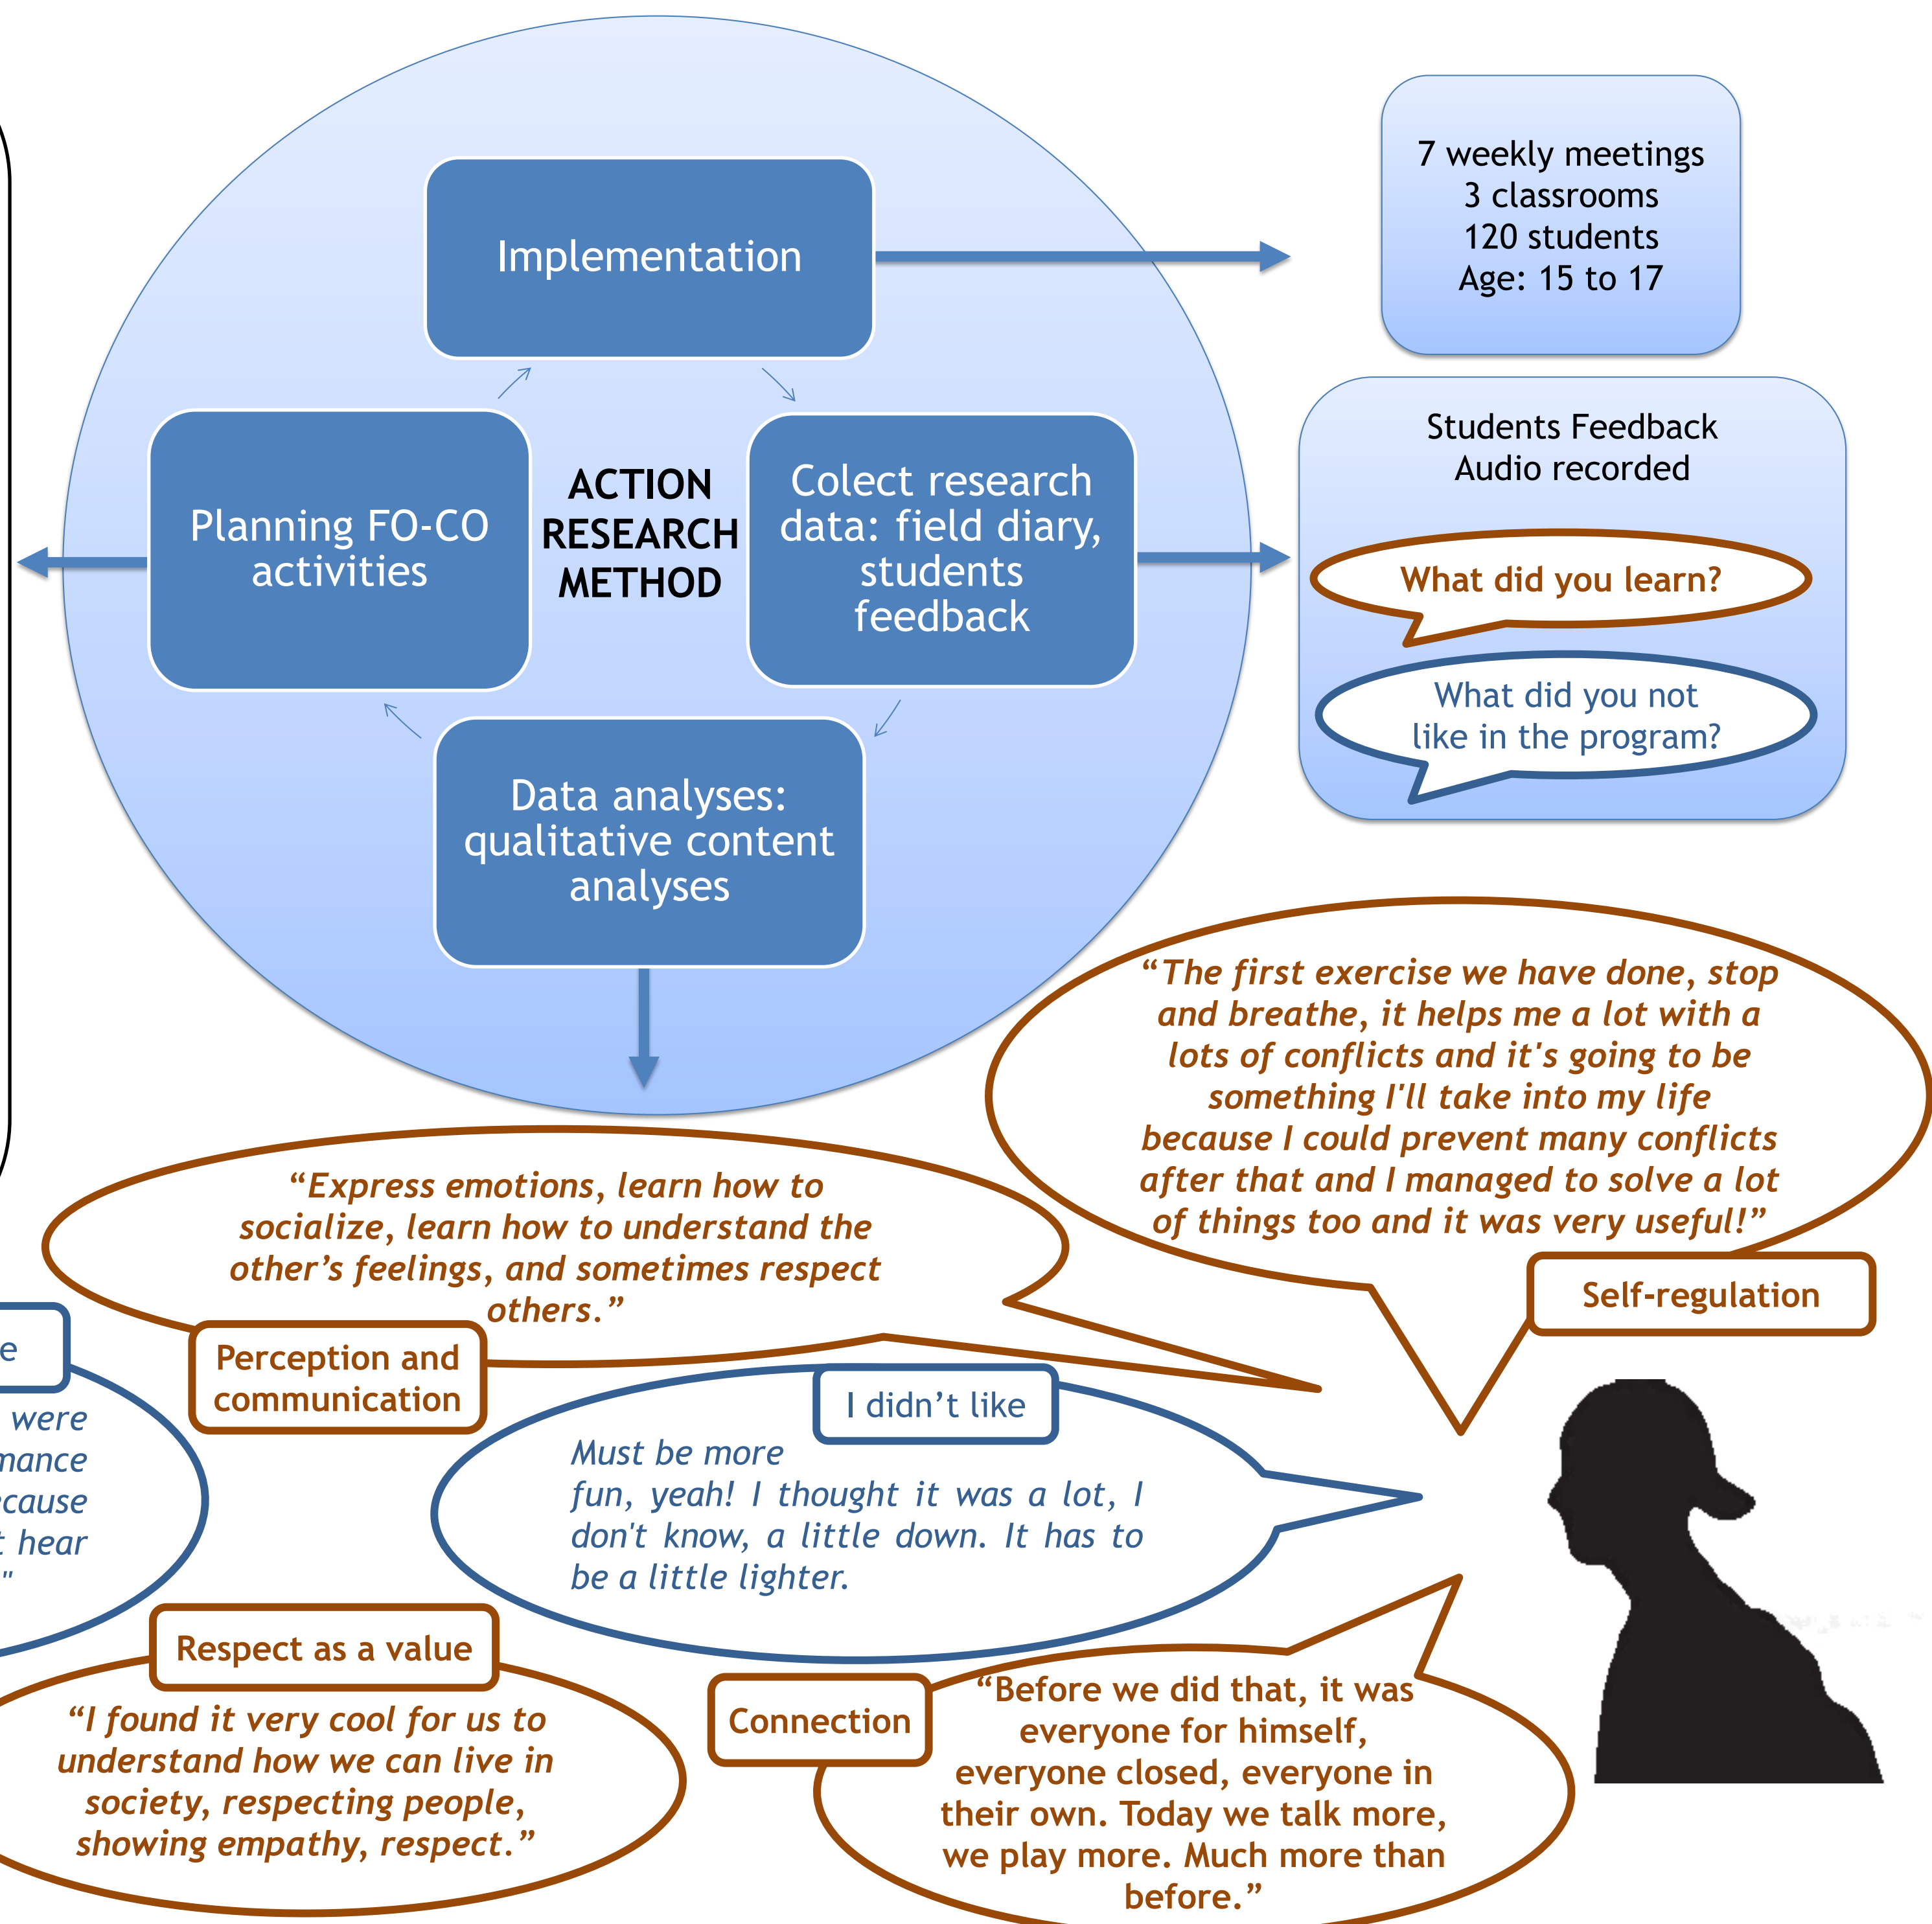 Implementation
7 weekly meetings
3 classrooms
120 students
Age: 15 to 17
Planning FO-CO
activities
ACTION
RESEARCH
METHOD
Colect research
data: field diary,
students
feedback
Students Feedback
Audio recorded
What did you learn?
What did you not
like in the program?
Data analyses:
qualitative content
analyses
“The first exercise we have done, stop
and breathe, it helps me a lot with a
lots of conflicts and it's going to be
something I'll take into my life
because I could prevent many conflicts
after that and I managed to solve a lot
of things too and it was very useful!”
Self-regulation
“Express emotions, learn how to
socialize, learn how to understand the
other’s feelings, and sometimes respect
others.”
Perception and
communication
were
hear
I didn’t like
Must be more
fun, yeah! I thought it was a lot, I
don't know, a little down. It has to
be a little lighter.
Respect as a value
“I found it very cool for us to
understand how we can live in
society, respecting people,
showing empathy, respect.”
Connection
“Before we did that, it was
everyone for himself,
everyone closed, everyone in
their own. Today we talk more,
we play more. Much more than
before.”